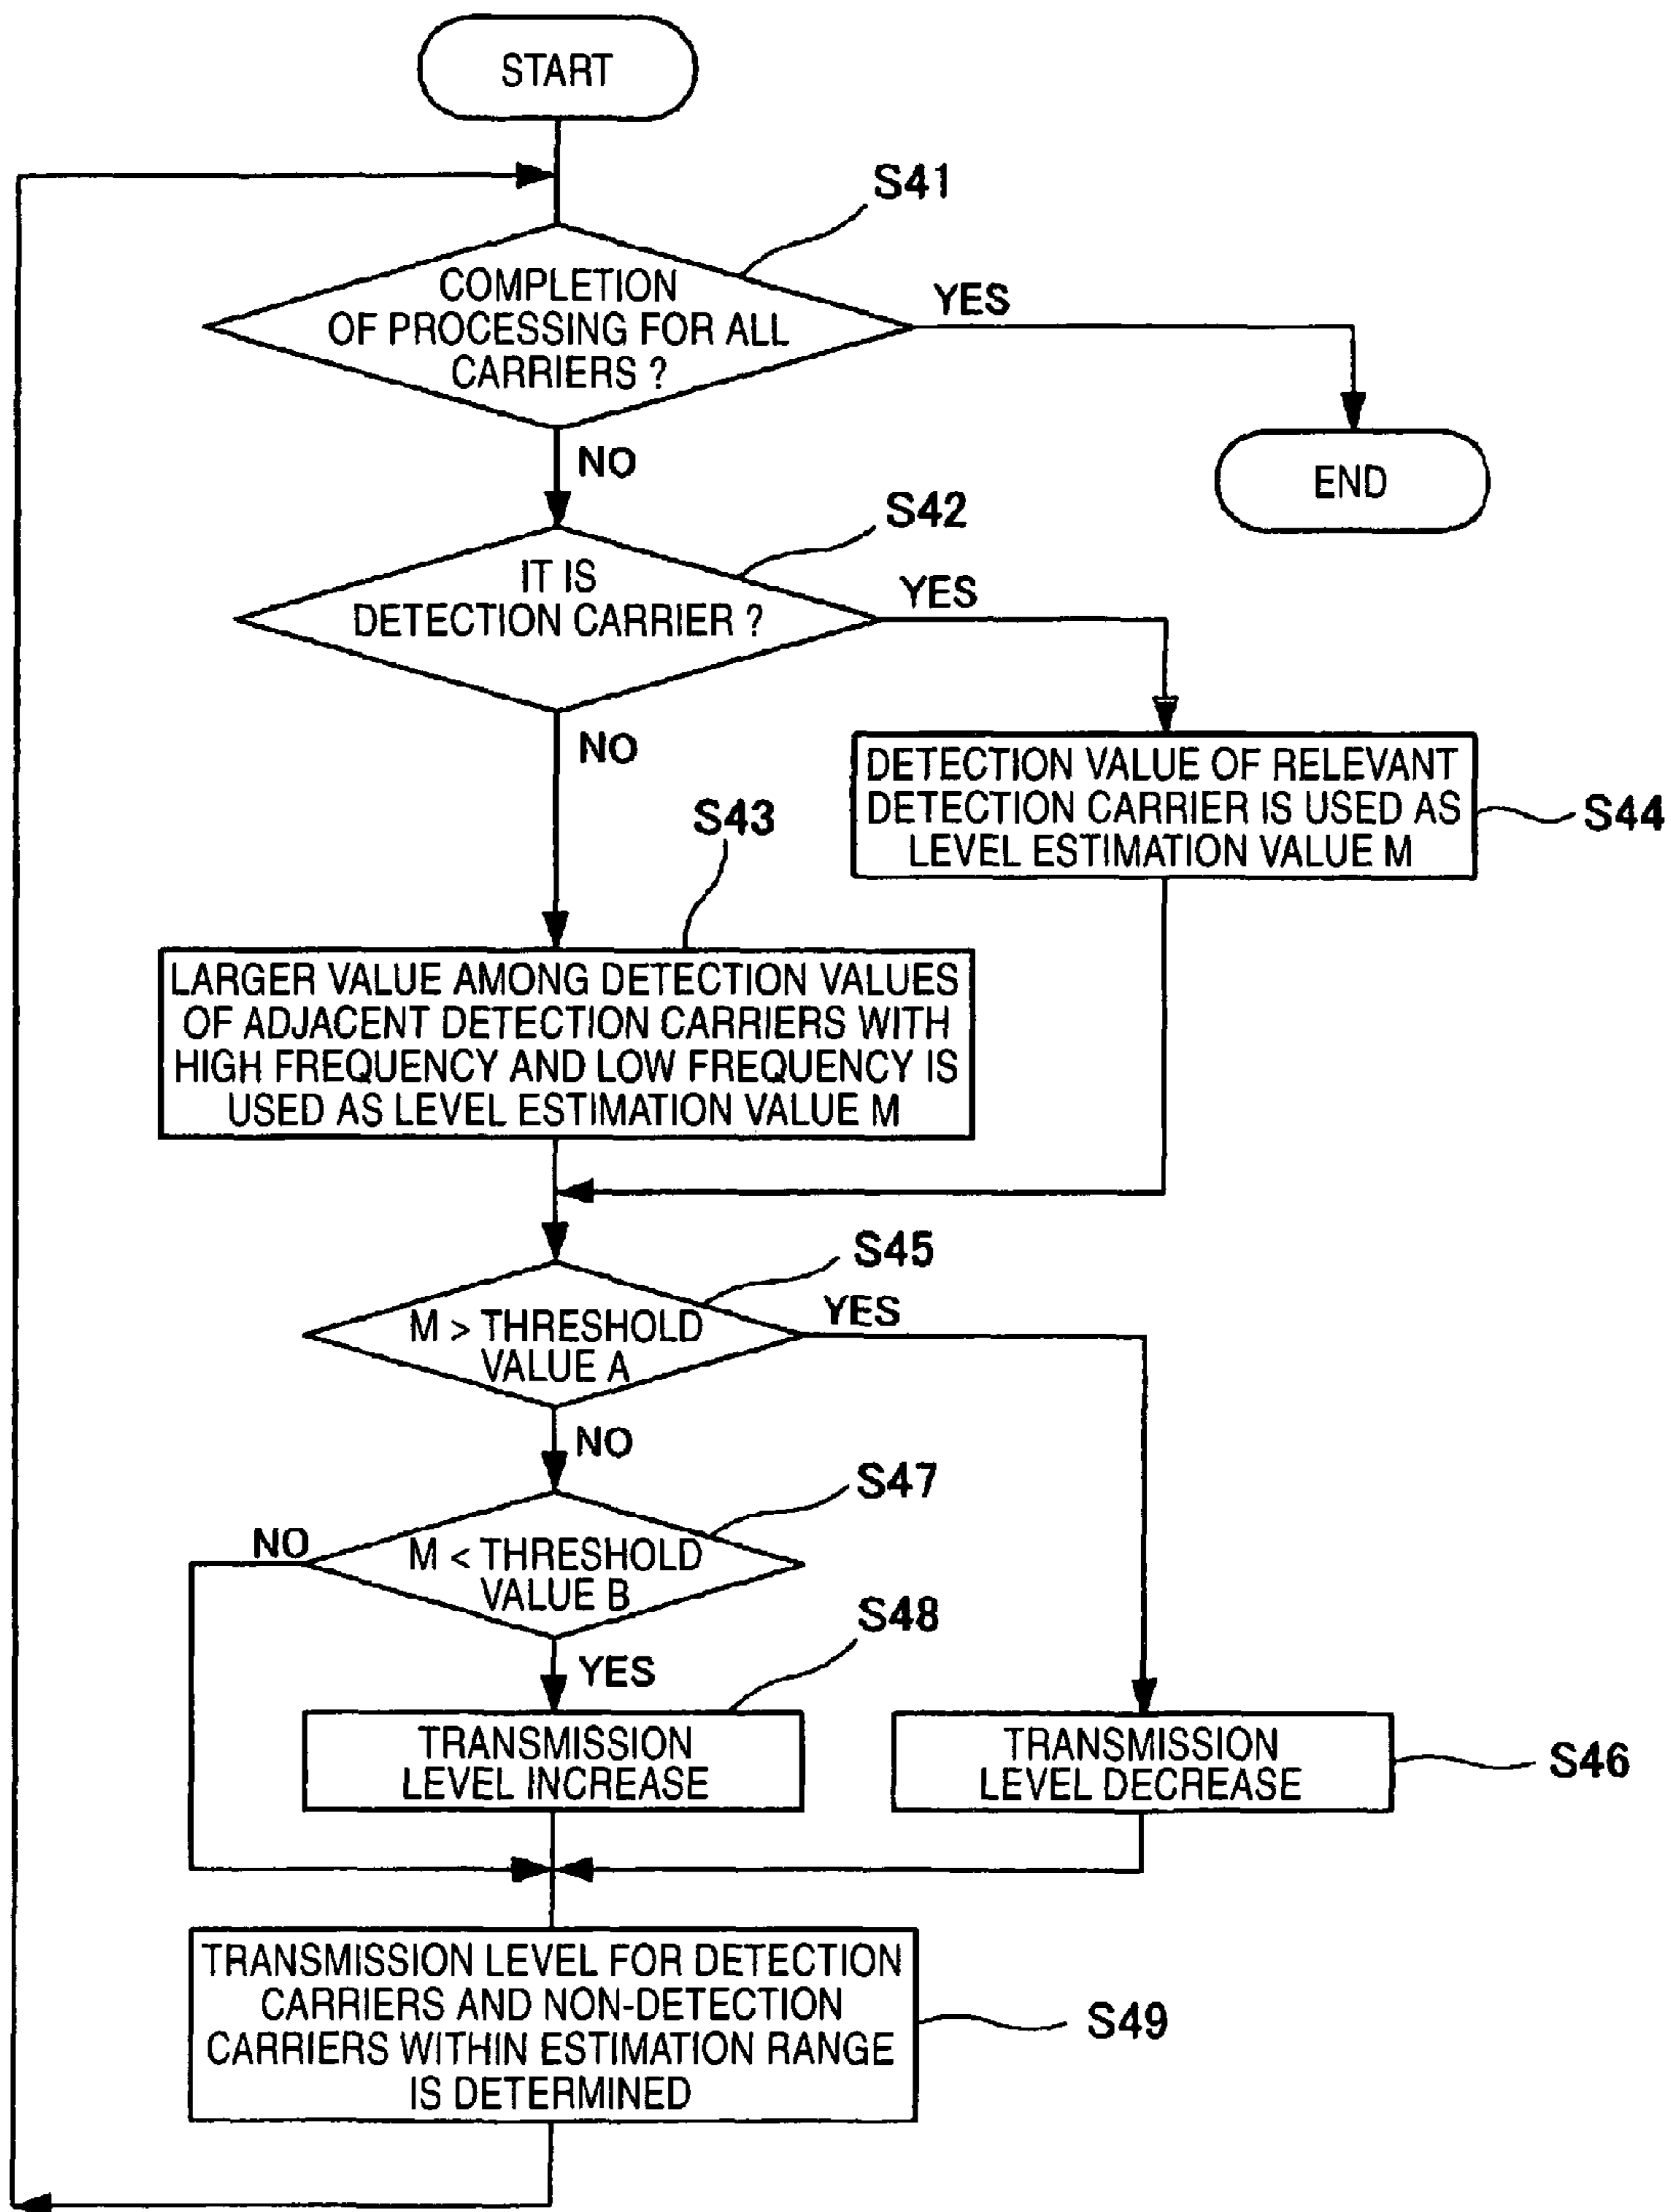 START
S41
COMPLETION
OF PROCESSING FOR ALL
CARRIERS ?
YES
NO
END
S42
IT IS
DETECTION CARRIER ?
YES
NO
DETECTION VALUE OF RELEVANT
DETECTION CARRIER IS USED AS
LEVEL ESTIMATION VALUE M
S44
S43
LARGER VALUE AMONG DETECTION VALUES
OF ADJACENT DETECTION CARRIERS WITH
HIGH FREQUENCY AND LOW FREQUENCY IS
USED AS LEVEL ESTIMATION VALUE M
S45
M > THRESHOLD
VALUE A
YES
NO
S47
M < THRESHOLD
VALUE B
NO
YES
S48
TRANSMISSION
LEVEL INCREASE
TRANSMISSION
LEVEL DECREASE
S46
TRANSMISSION LEVEL FOR DETECTION
CARRIERS AND NON-DETECTION
CARRIERS WITHIN ESTIMATION RANGE
IS DETERMINED
S49